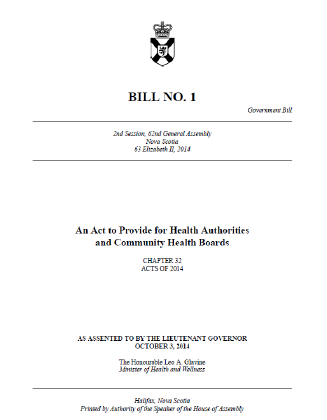 BILL NO. 1
Government Bill
2nd Session, 62nd General Assembly
Nova Scotia
63 Elizabeth II, 2014
An Act to Provide for Health Authorities
and Community Health Boards
CHAPTER 32
ACTS OF 2014
AS ASSENTED TO BY THE LIEUTENANT GOVERNOR
OCTOBER 3, 2014
The Honourable Leo A. Glavine
Minister of Health and Wellness
Halifax, Nova Scotia
Printed by Authority of the Speaker of the House of Assembly